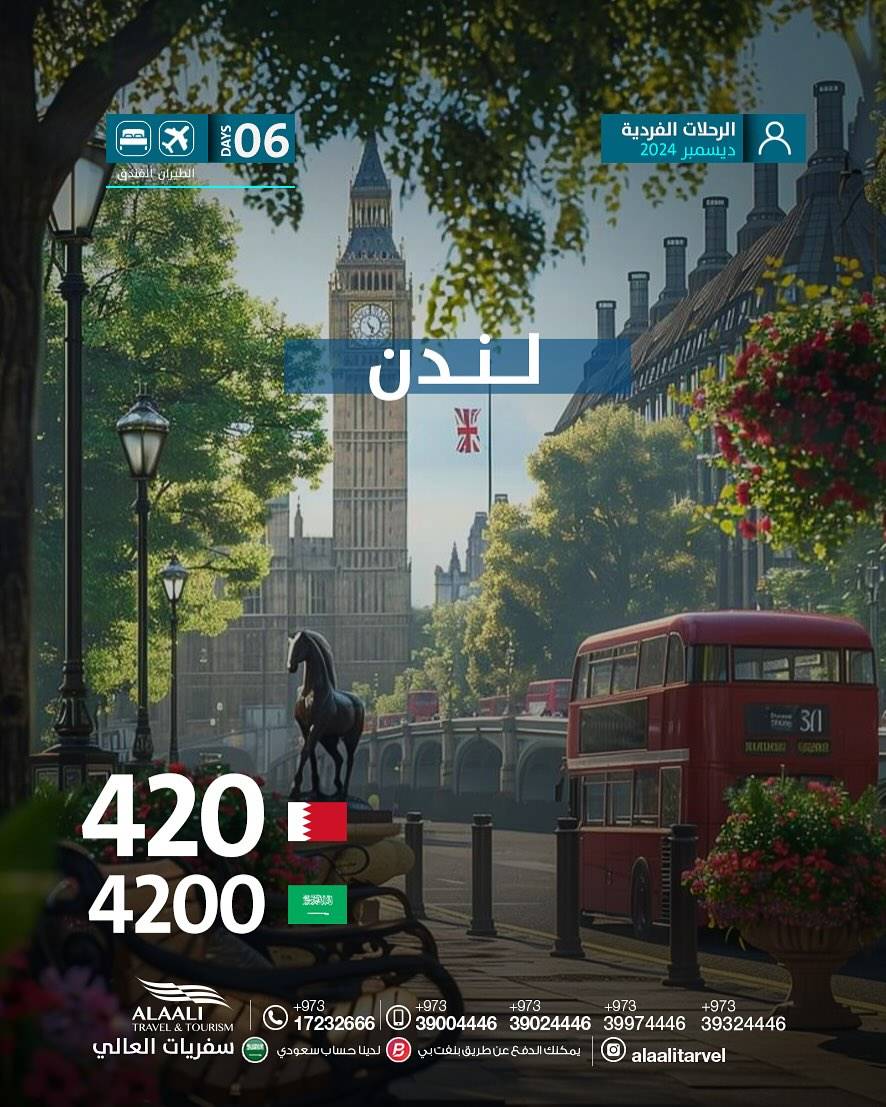 الرحلات الفردية
ديسمبر 2024
06 DAYS
الطيران الفندق
لندن
30
420
4200
ALAALI
TRAVEL & TOURISM
سفريات العالي
+973 17232666
+973 39004446
+973 39024446
+973 39974446
+973 39324446
لدينا حساب سعودي
يمكنك الدفع عن طريق بنفت بي
alaalitarvel